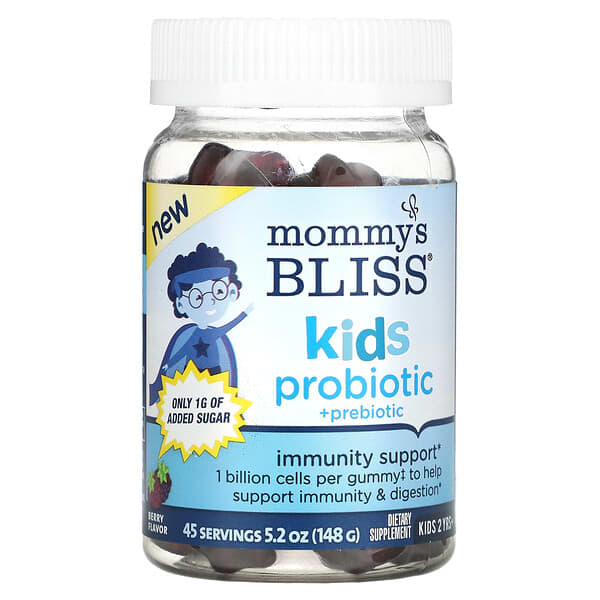 new
mommy's
BLISS®
kids
probiotic
+prebiotic
ONLY 1G OF
ADDED SUGAR
immunity support*
1 billion cells per gummy‡ to help
support immunity & digestion*
BERRY
FLAVOR
45 SERVINGS 5.2 oz (148 G)
DIETARY
SUPPLEMENT
KIDS 2 YRS+